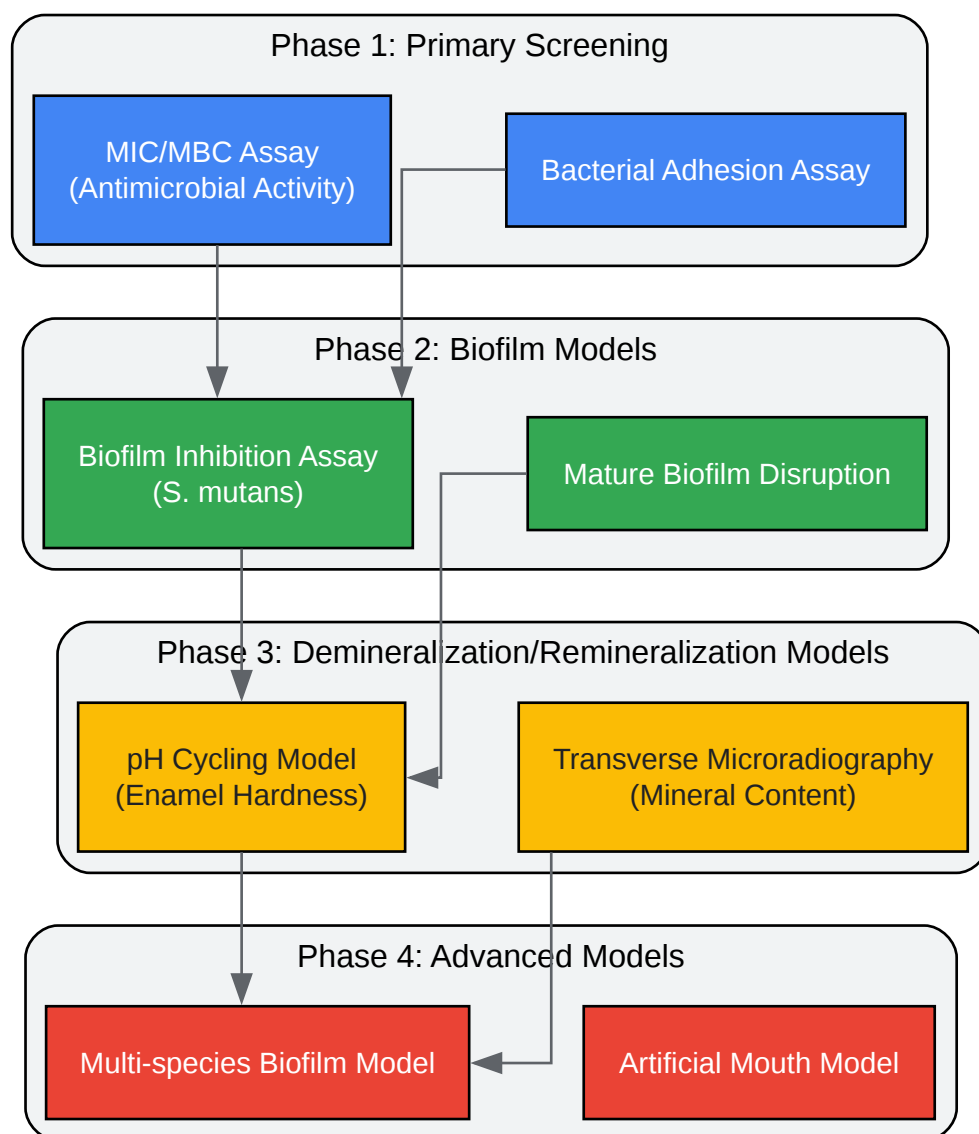 Phase 1: Primary Screening
MIC/MBC Assay
(Antimicrobial Activity)
Bacterial Adhesion Assay
Phase 2: Biofilm Models
Biofilm Inhibition Assay
(S. mutans)
Mature Biofilm Disruption
Phase 3: Demineralization/Remineralization Models
pH Cycling Model
(Enamel Hardness)
Transverse Microradiography
(Mineral Content)
Phase 4: Advanced Models
Multi-species Biofilm Model
Artificial Mouth Model